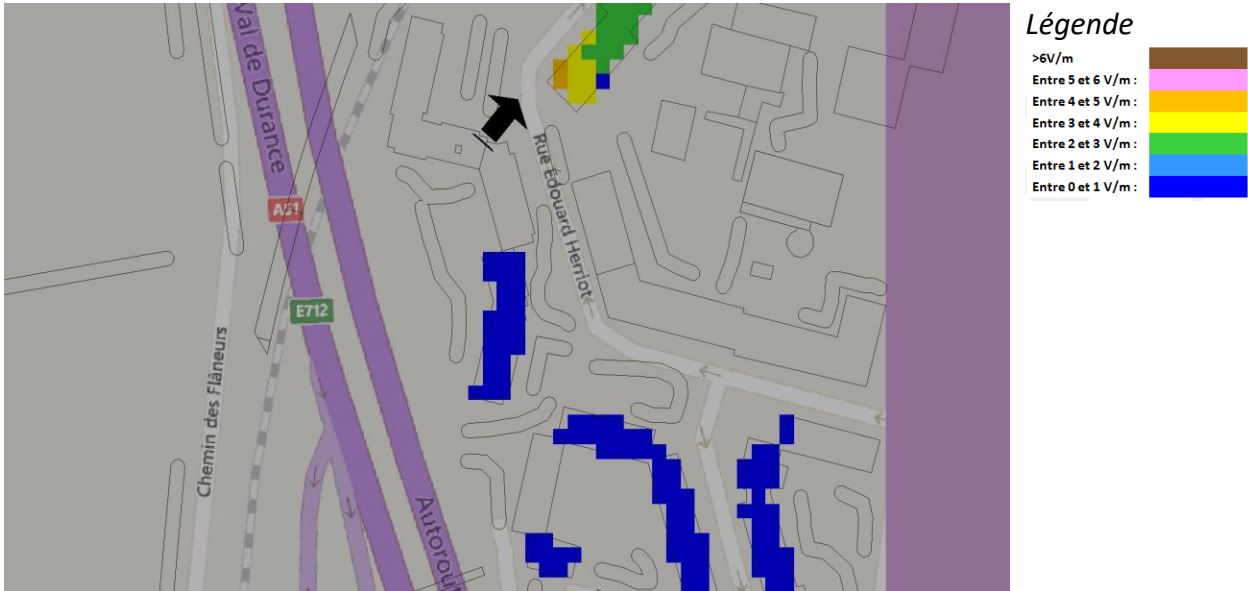 Val de Durance
A51
E712
Chemin des Flâneurs
Autorout
Rue Édouard Herriot
Légende
>6V/m
Entre 5 et 6 V/m :
Entre 4 et 5 V/m :
Entre 3 et 4 V/m :
Entre 2 et 3 V/m :
Entre 1 et 2 V/m :
Entre 0 et 1 V/m :